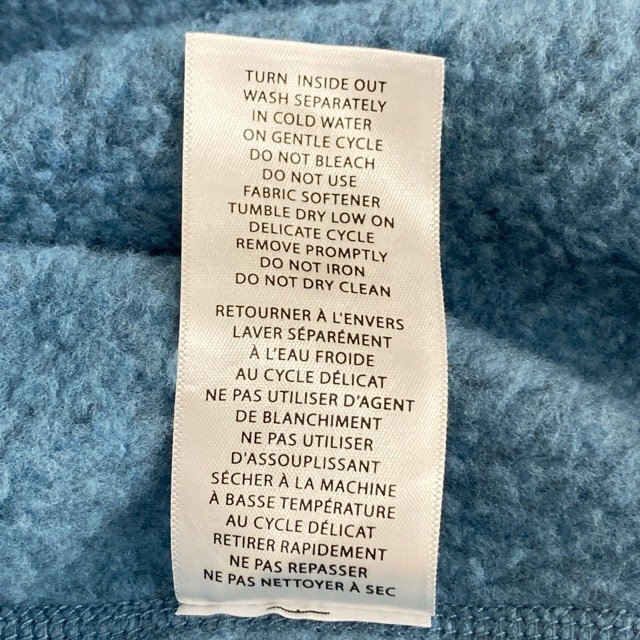 TURN INSIDE OUT
WASH SEPARATELY
IN COLD WATER
ON GENTLE CYCLE
DO NOT BLEACH
DO NOT USE
FABRIC SOFTENER
TUMBLE DRY LOW ON
DELICATE CYCLE
REMOVE PROMPTLY
DO NOT IRON
DO NOT DRY CLEAN
RETOURNER À L'ENVERS
LAVER SÉPARÉMENT
À L'EAU FROIDE
AU CYCLE DÉLICAT
NE PAS UTILISER D'AGENT
DE BLANCHIMENT
NE PAS UTILISER
D'ASSOUPLISSANT
SÉCHER À LA MACHINE
À BASSE TEMPÉRATURE
AU CYCLE DÉLICAT
RETIRER RAPIDEMENT
NE PAS REPASSER
NE PAS NETTOYER À SEC